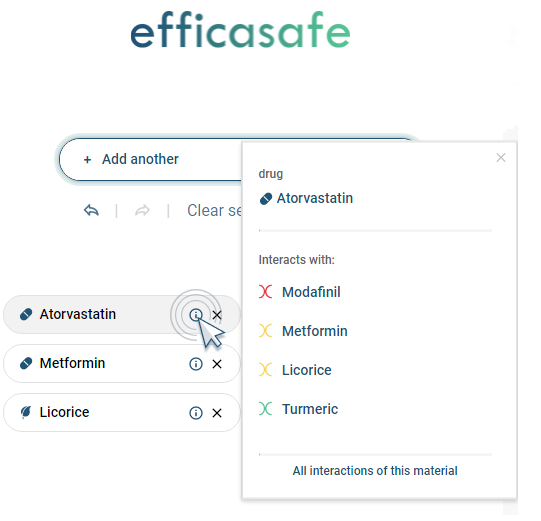 efficasafe
+ Add another
Clear se
Atorvastatin
Metformin
Licorice
drug
Atorvastatin
Interacts with:
Modafinil
Metformin
Licorice
Turmeric
All interactions of this material